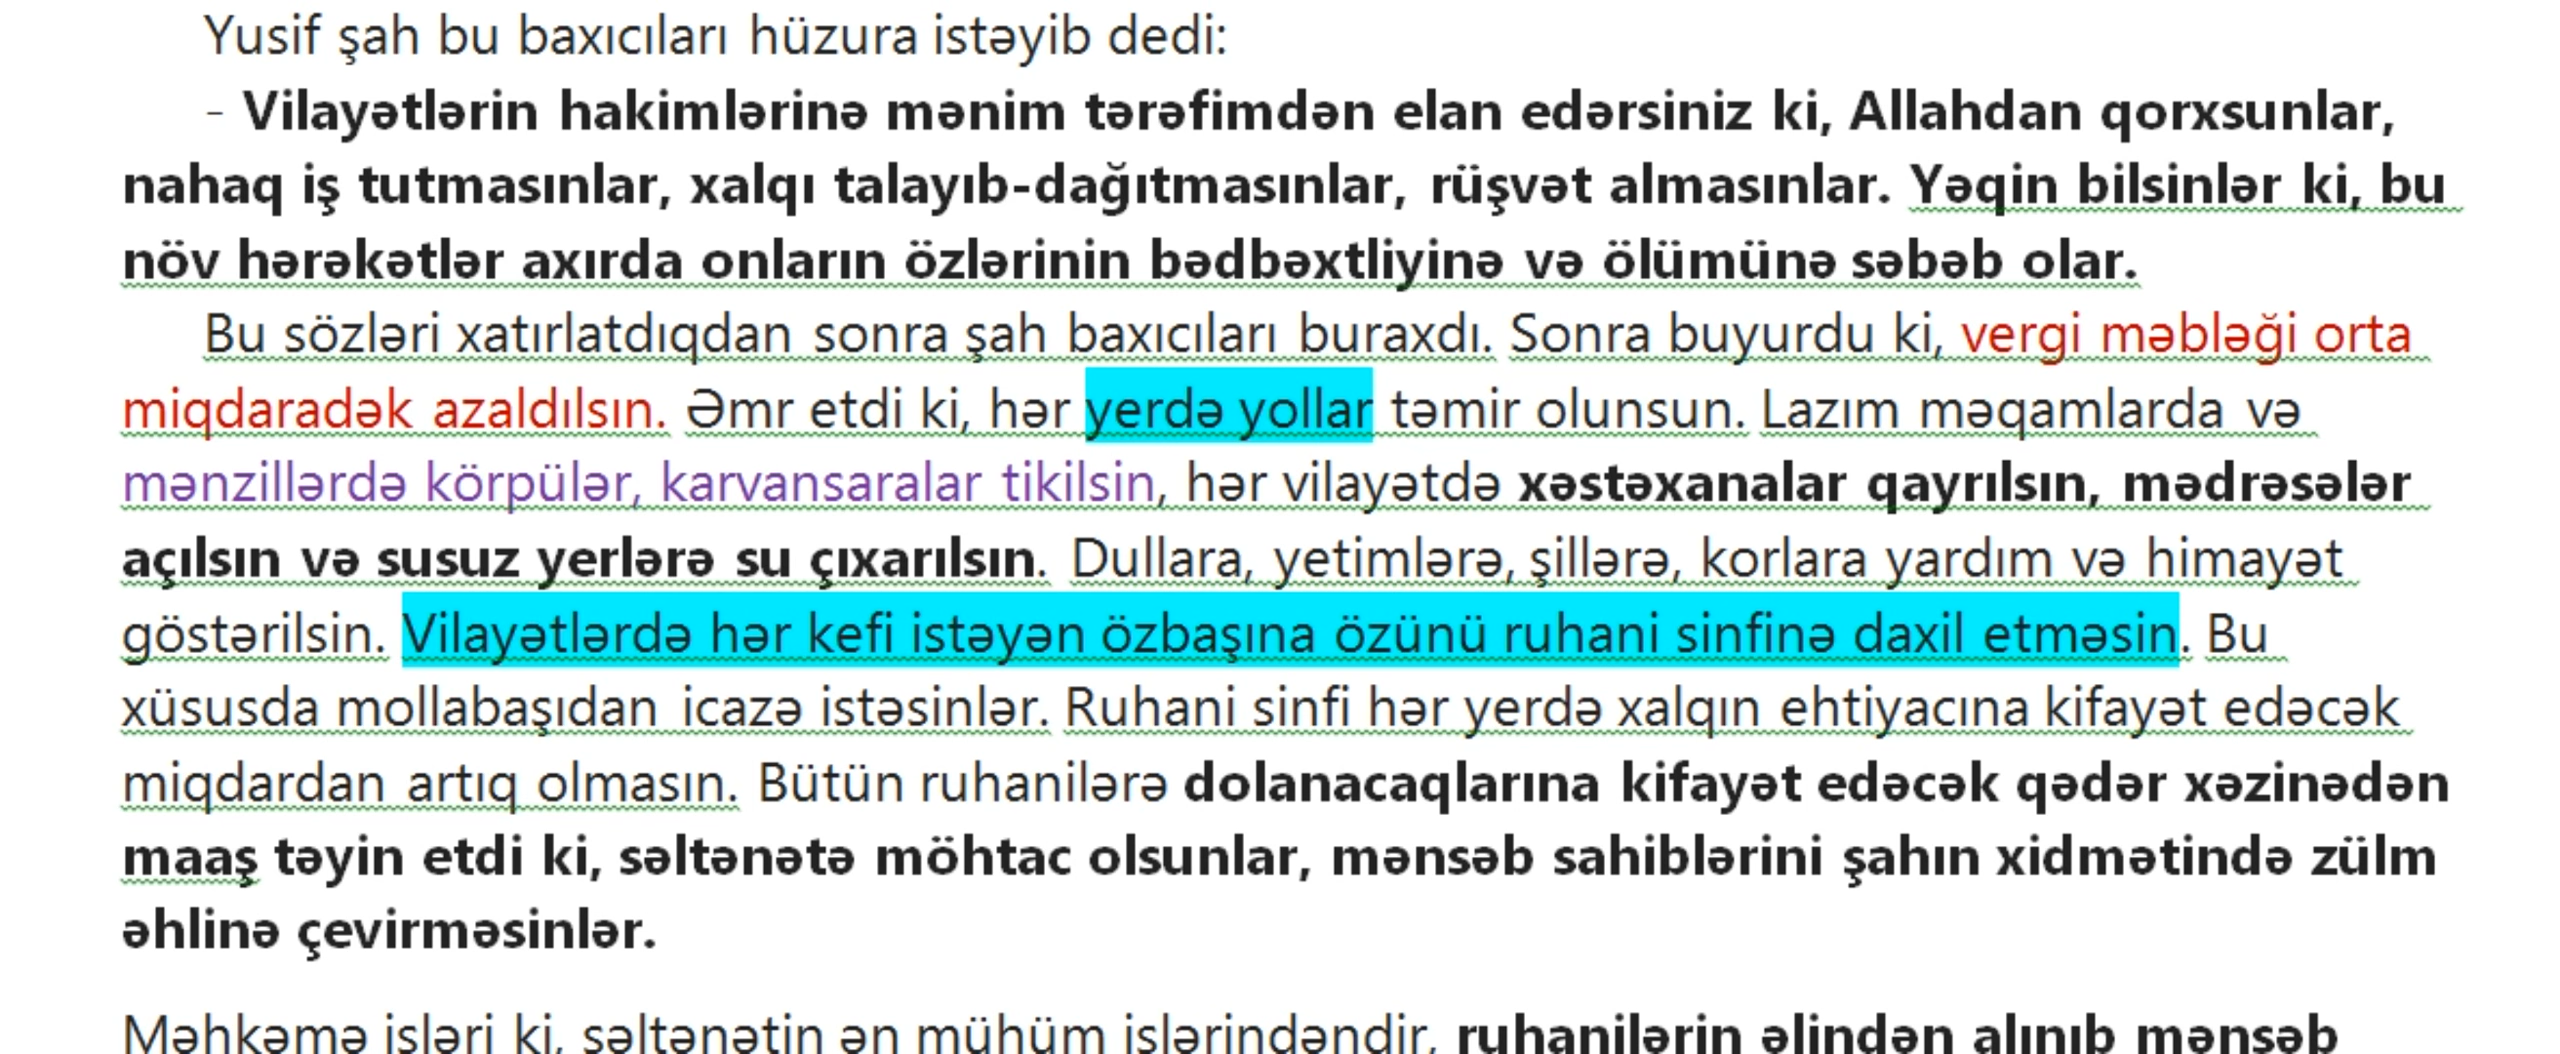 Yusif şah bu baxıcıları hüzura istəyib dedi:
- Vilayətlərin hakimlərinə mənim tərəfimdən elan edərsiniz ki, Allahdan qorxsunlar,
nahaq iş tutmasınlar, xalqı talayıb-dağıtmasınlar, rüşvət almasınlar. Yəqin bilsinlər ki, bu
növ hərəkətlər axırda onların özlərinin bədbəxtliyinə və ölümünə səbəb olar.
Bu sözləri xatırlatdıqdan sonra şah baxıcıları buraxdı. Sonra buyurdu ki, vergi məbləği orta
miqdaradək azaldılsın. Əmr etdi ki, hər yerdə yollar təmir olunsun. Lazım məqamlarda və
mənzillərdə körpülər, karvansaralar tikilsin, hər vilayətdə xəstəxanalar qayrılsın, mədrəsələr
açılsın və susuz yerlərə su çıxarılsın. Dullara, yetimlərə, şillərə, korlara yardım və himayət
göstərilsin. Vilayətlərdə hər kefi istəyən özbaşına özünü ruhani sinfinə daxil etməsin. Bu
xüsusda mollabaşıdan icazə istəsinlər. Ruhani sinfi hər yerdə xalqın ehtiyacına kifayət edəcək
miqdardan artıq olmasın. Bütün ruhanilərə dolanacaqlarına kifayət edəcək qədər xəzinədən
maaş təyin etdi ki, səltənətə möhtac olsunlar, mənsəb sahiblərini şahın xidmətində zülm
əhlinə çevirməsinlər.
Məhkəmə işləri ki, səltənətin ən mühüm işlərindəndir, ruhanilərin əlindən alınıb mənsəb